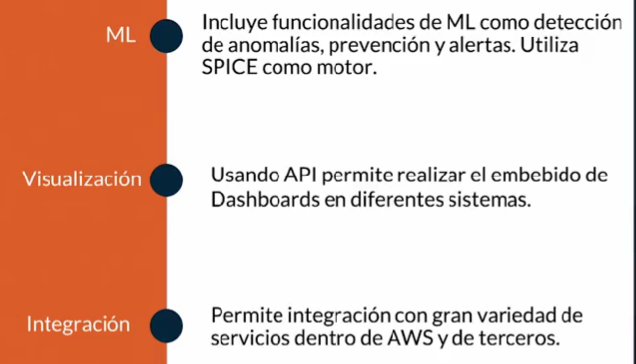 ML
Incluye funcionalidades de ML como detección
de anomalías, prevención y alertas. Utiliza
SPICE como motor.
Visualización
Usando API permite realizar el embebido de
Dashboards en diferentes sistemas.
Integración
Permite integración con gran variedad de
servicios dentro de AWS y de terceros.